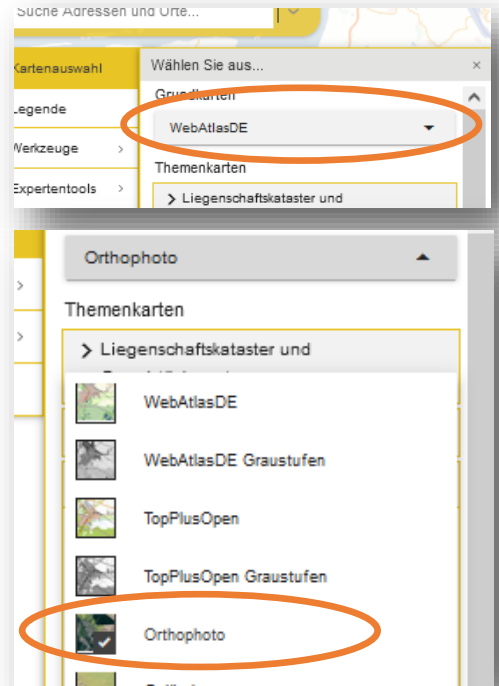 Suche Adressen und Orte...
Kartenauswahl
Wählen Sie aus...
Legende
Grundkarten
WebAtlasDE
Werkzeuge
Themenkarten
Expertentools
Liegenschaftskataster und
Orthophoto
Themenkarten
Liegenschaftskataster und
WebAtlasDE
WebAtlasDE Graustufen
TopPlusOpen
TopPlusOpen Graustufen
Orthophoto